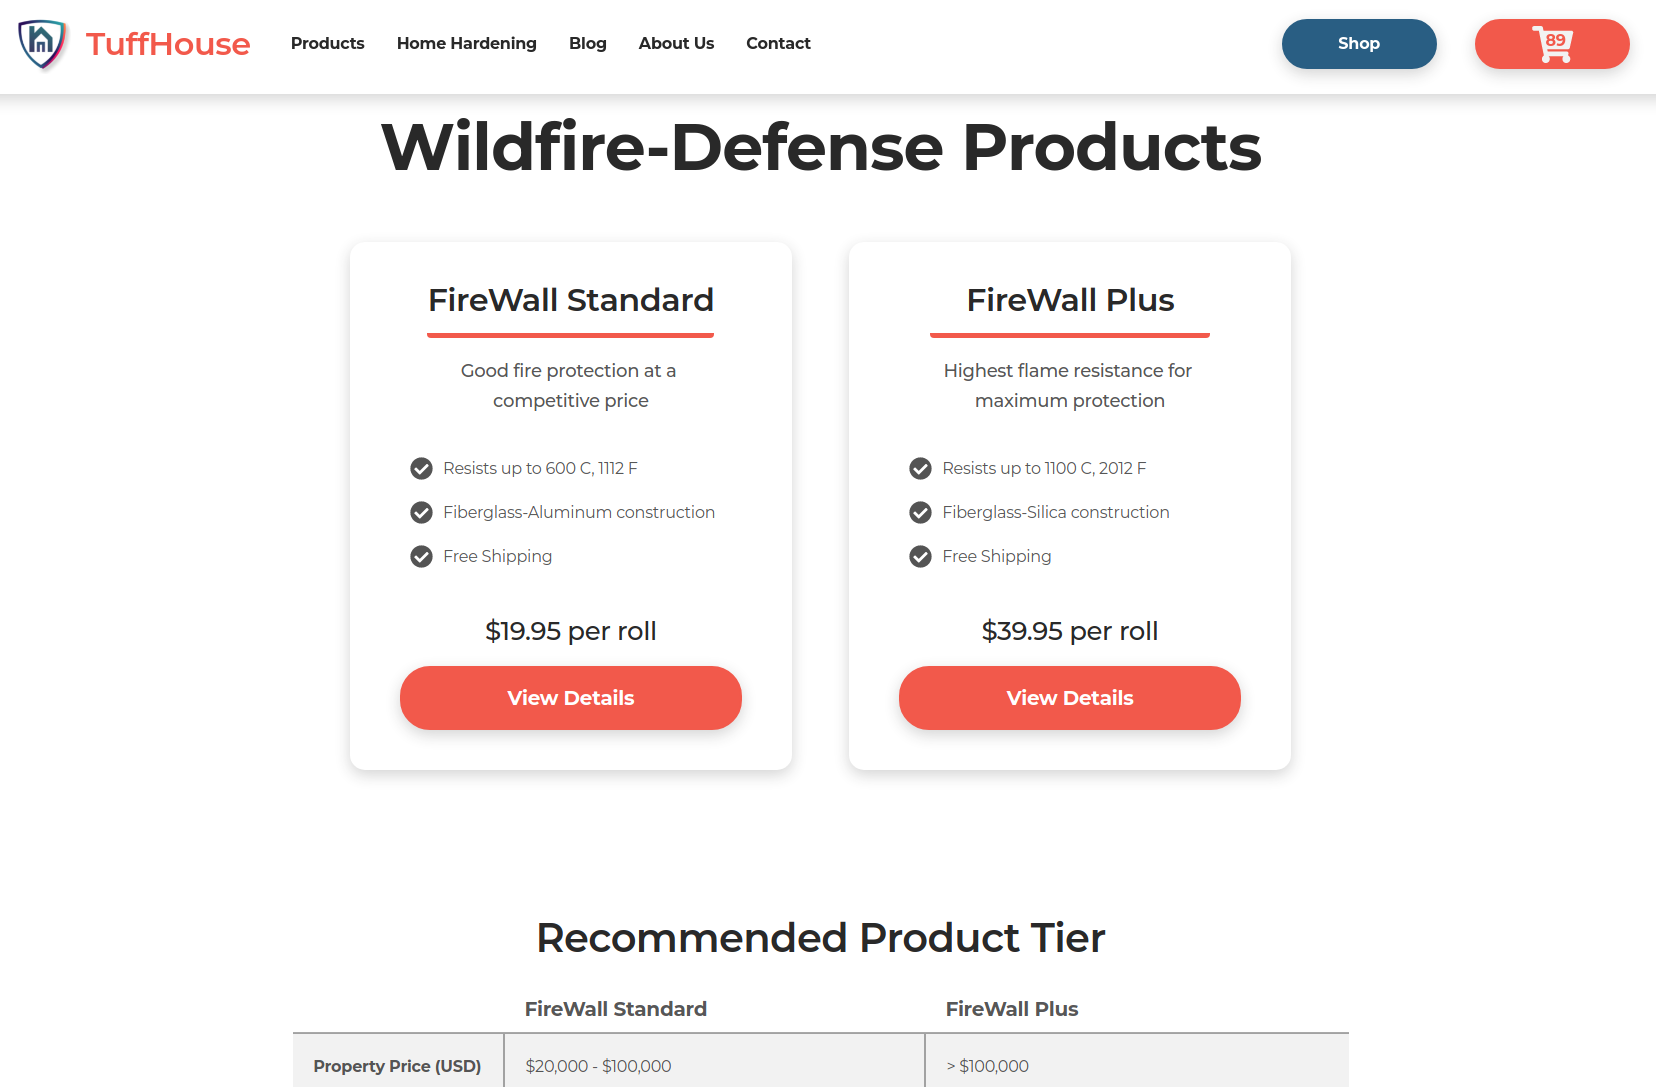 TuffHouse
Products
Home Hardening
Blog
About Us
Contact
Shop
89
Wildfire-Defense Products
FireWall Standard
Good fire protection at a
competitive price
Resists up to 600 C, 1112 F
Fiberglass-Aluminum construction
Free Shipping
$19.95 per roll
View Details
FireWall Plus
Highest flame resistance for
maximum protection
Resists up to 1100 C, 2012 F
Fiberglass-Silica construction
Free Shipping
$39.95 per roll
View Details
Recommended Product Tier
FireWall Standard
FireWall Plus
Property Price (USD)
$20,000 - $100,000
> $100,000